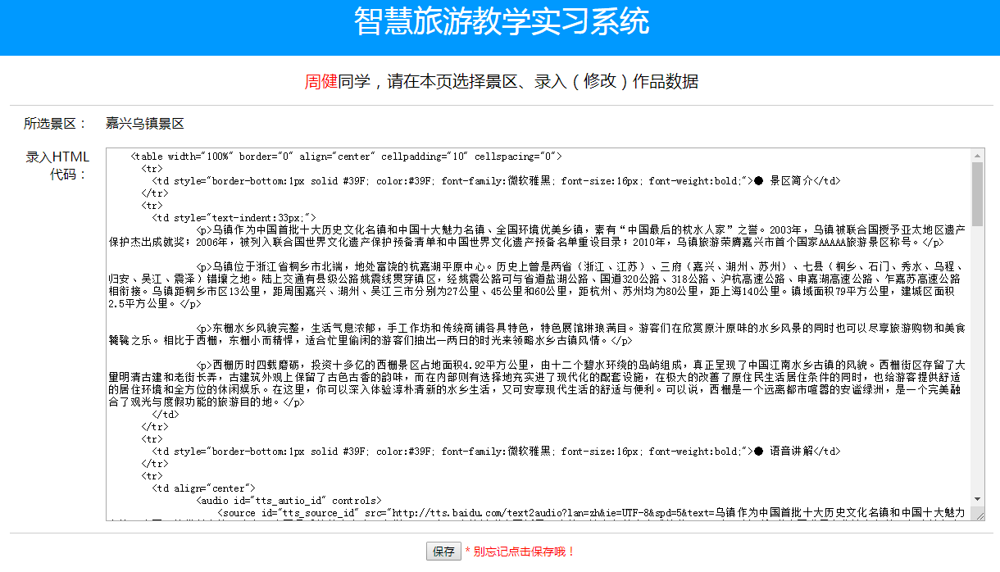 智慧旅游教学实习系统
周健同学，请在本页选择景区、录入（修改）作品数据
所选景区： 嘉兴乌镇景区
录入HTML
代码：
<table width="100%" border="0" align="center" cellpadding="10" cellspacing="0">
<tr>
<td style="border-bottom:1px solid #39F; color:#39F; font-family:微软雅黑; font-size:16px; font-weight:bold;">● 景区简介</td>
</tr>
<tr>
<td style="text-indent:33px;">
<p>乌镇作为中国首批十大历史文化名镇和中国十大魅力名镇、全国环境优美乡镇，素有“中国最后的枕水人家”之誉。2003年，乌镇被联合国授予亚太地区遗产
保护杰出成就奖；2006年，被列入联合国世界文化遗产保护预备清单和中国世界文化遗产预备名单重设目录；2010年，乌镇旅游荣膺嘉兴市首个国家AAAAA旅游景区称号。</p>
<p>乌镇位于浙江省桐乡市北端，地处富饶的杭嘉湖平原中心。历史上曾是两省（浙江、江苏）、三府（嘉兴、湖州、苏州）、七县（桐乡、石门、秀水、乌程、
归安、吴江、震泽）错壤之地。陆上交通有县级公路姚震线贯穿镇区，经姚震公路可与省道盐湖公路、国道320公路、318公路、沪杭高速公路、申嘉湖高速公路、乍嘉苏高速公路
相衔接。乌镇距桐乡市区13公里，距周围嘉兴、湖州、吴江三市分别为27公里、45公里和60公里，距杭州、苏州均为80公里，距上海140公里。镇域面积79平方公里，建城区面积
2.5平方公里。</p>
<p>东栅水乡风貌完整，生活气息浓郁，手工作坊和传统商铺各具特色，特色展馆琳琅满目。游客们在欣赏原汁原味的水乡风景的同时也可以尽享旅游购物和美食
饕餮之乐。相比于西栅，东栅小而精悍，适合忙里偷闲的游客们抽出一两日的时光来领略水乡古镇风情。</p>
<p>西栅历时四载磨砺，投资十多亿的西栅景区占地面积4.92平方公里，由十二个碧水环绕的岛屿组成，真正呈现了中国江南水乡古镇的风貌。西栅街区存留了大
量明清古建和老街长弄，古建筑外观上保留了古色古香的韵味，而在内部则有选择地充实进了现代化的配套设施，在极大的改善了原住民生活居住条件的同时，也给游客提供舒适
的居住环境和全方位的休闲娱乐。在这里，你可以深入体验淳朴清新的水乡生活，又可安享现代生活的舒适与便利。可以说，西栅是一个远离都市喧嚣的安谧绿洲，是一个完美融
合了观光与度假功能的旅游目的地。</p>
</td>
</tr>
<tr>
<td style="border-bottom:1px solid #39F; color:#39F; font-family:微软雅黑; font-size:16px; font-weight:bold;">● 语音讲解</td>
</tr>
<tr>
<td align="center">
<audio id="tts_autio_id" controls>
<source id="tts_source_id" src="http://tts.baidu.com/text2audio?lan=zh&ie=UTF-8&spd=5&text=乌镇作为中国首批十大历史文化名镇和中国十大魅力
保存 * 别忘记点击保存哦！